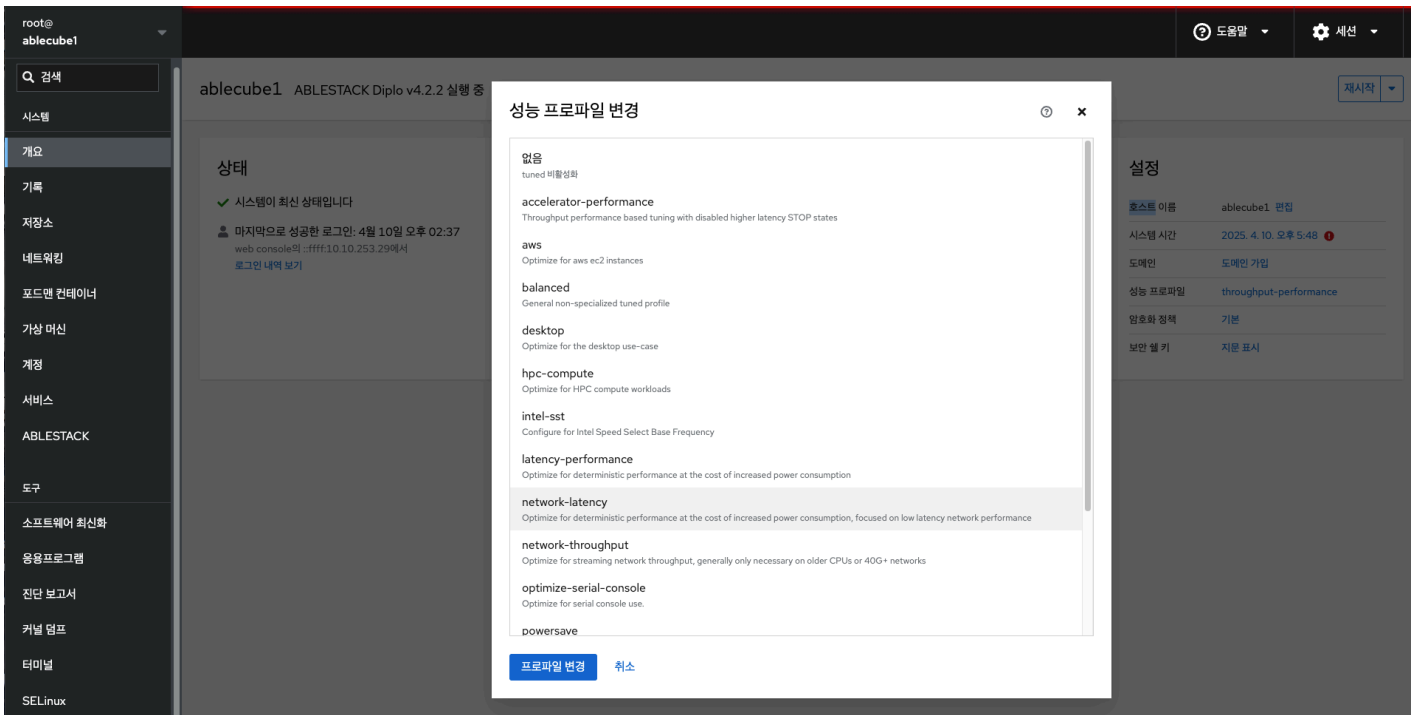 root@
ablecube1
도움말
세션
검색
시스템
개요
기록
저장소
네트워킹
포드맨 컨테이너
가상 머신
계정
서비스
ABLESTACK
도구
소프트웨어 최신화
응용프로그램
진단 보고서
커널 덤프
터미널
SELinux
ablecube1 ABLESTACK Diplo v4.2.2 실행 중
재시작
상태
시스템이 최신 상태입니다
마지막으로 성공한 로그인: 4월 10일 오후 02:37
web console의 ::ffff:10.10.253.29에서
로그인 내역 보기
성능 프로파일 변경
없음
tuned 비활성화
accelerator-performance
Throughput performance based tuning with disabled higher latency STOP states
aws
Optimize for aws ec2 instances
balanced
General non-specialized tuned profile
desktop
Optimize for the desktop use-case
hpc-compute
Optimize for HPC compute workloads
intel-sst
Configure for Intel Speed Select Base Frequency
latency-performance
Optimize for deterministic performance at the cost of increased power consumption
network-latency
Optimize for deterministic performance at the cost of increased power consumption, focused on low latency network performance
network-throughput
Optimize for streaming network throughput, generally only necessary on older CPUs or 40G+ networks
optimize-serial-console
Optimize for serial console use.
powersave
프로파일 변경 취소
설정
호스트 이름 ablecube1 편집
시스템 시간 2025. 4. 10. 오후 5:48
도메인 도메인 가입
성능 프로파일 throughput-performance
암호화 정책 기본
보안 쉘 키 지문 표시